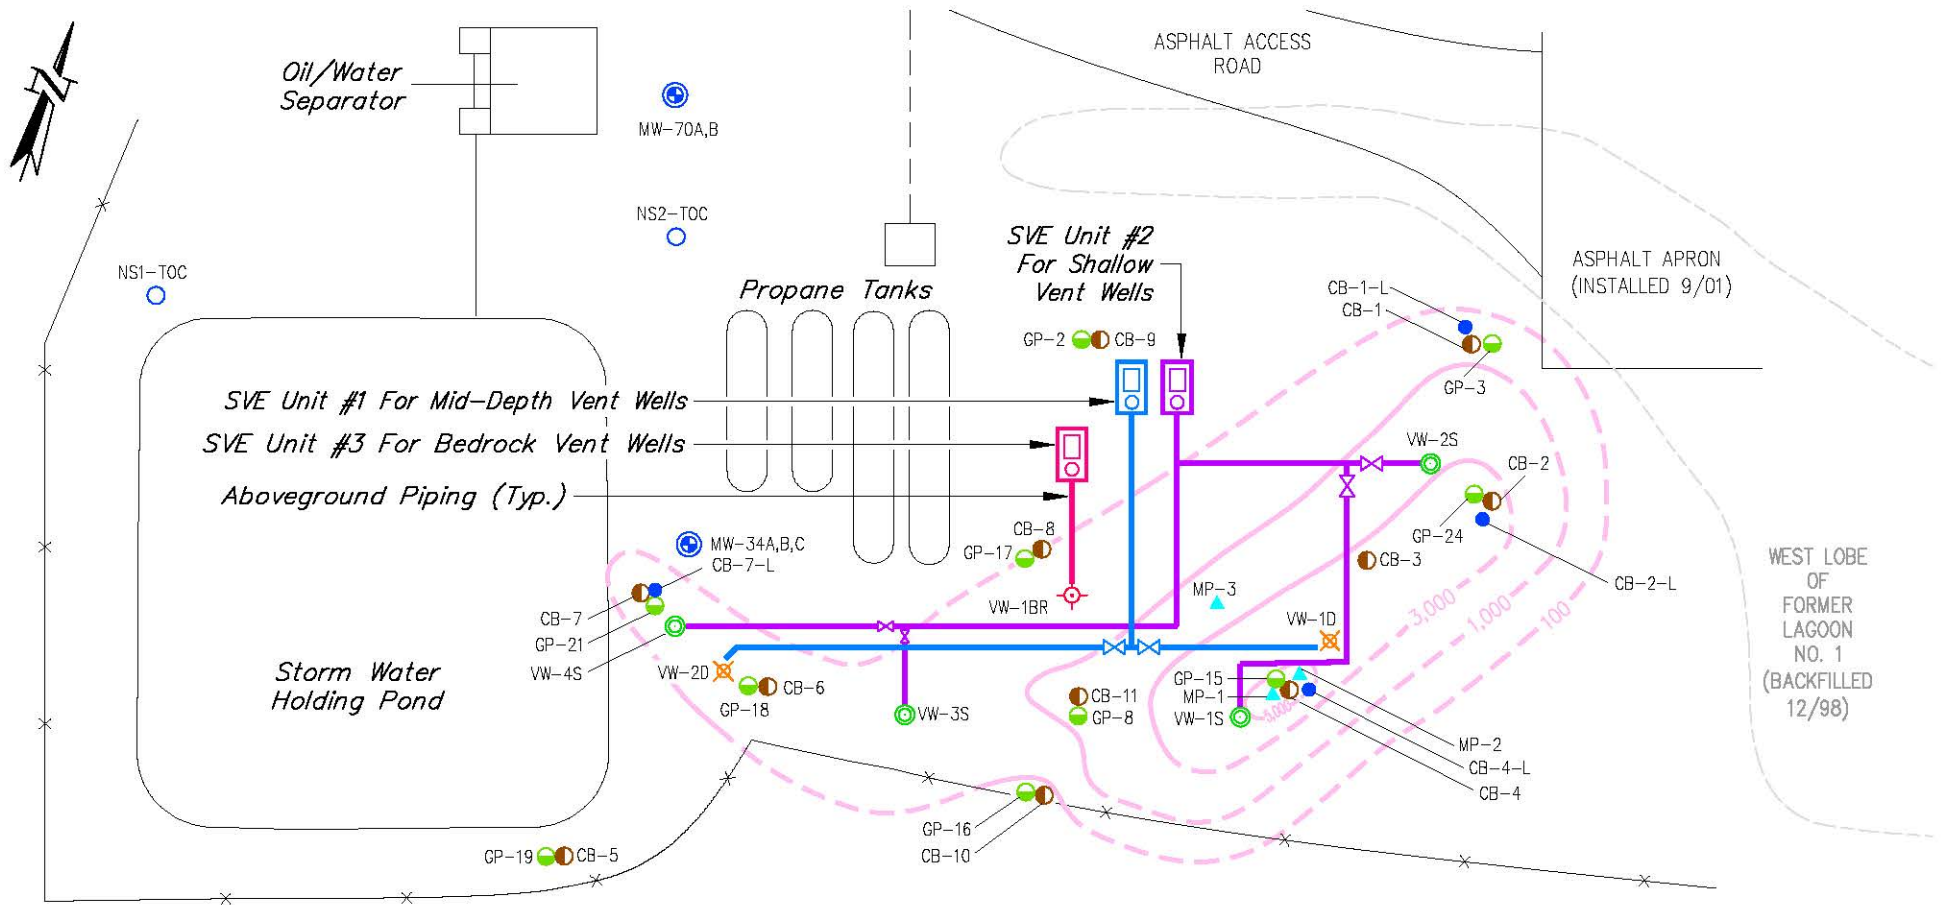 N
Oil/Water
Separator
MW-70A,B
ASPHALT ACCESS
ROAD
NS2-TOC
NS1-TOC
SVE Unit #2
For Shallow
Vent Wells
ASPHALT APRON
(INSTALLED 9/01)
Propane Tanks
CB-1-L
CB-1
GP-2
CB-9
GP-3
SVE Unit #1 For Mid-Depth Vent Wells
SVE Unit #3 For Bedrock Vent Wells
VW-2S
CB-2
Aboveground Piping (Typ.)
CB-8
GP-17
GP-24
MW-34A,B,C
CB-7-L
CB-3
CB-2-L
WEST LOBE
OF
FORMER
LAGOON
NO. 1
(BACKFILLED
12/98)
MP-3
VW-1BR
3,000
1,000
100
CB-7
GP-21
VW-4S
VW-1D
Storm Water
Holding Pond
VW-2D
CB-6
GP-18
VW-3S
CB-11
GP-8
GP-15
MP-1
VW-1S
5,000
MP-2
CB-4-L
CB-4
GP-16
CB-10
GP-19
CB-5